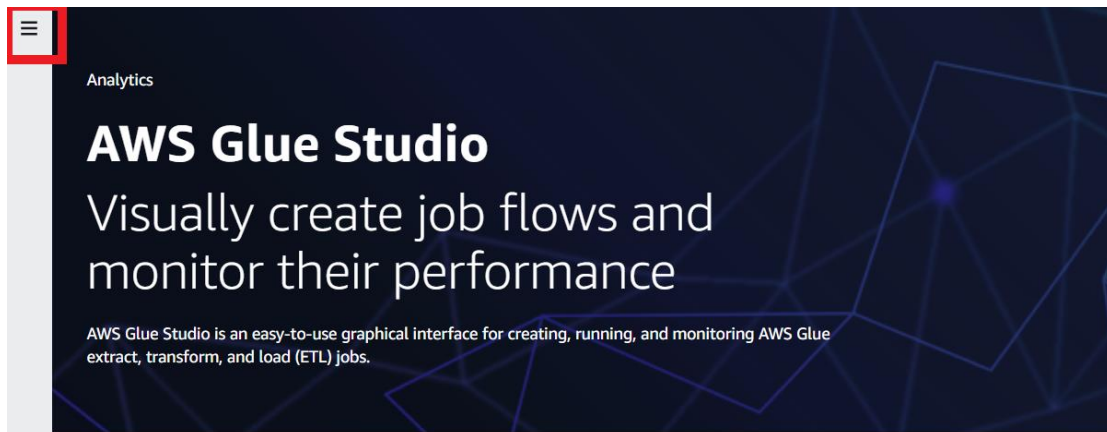 Analytics
AWS Glue Studio
Visually create job flows and
monitor their performance
AWS Glue Studio is an easy-to-use graphical interface for creating, running, and monitoring AWS Glue
extract, transform, and load (ETL) jobs.